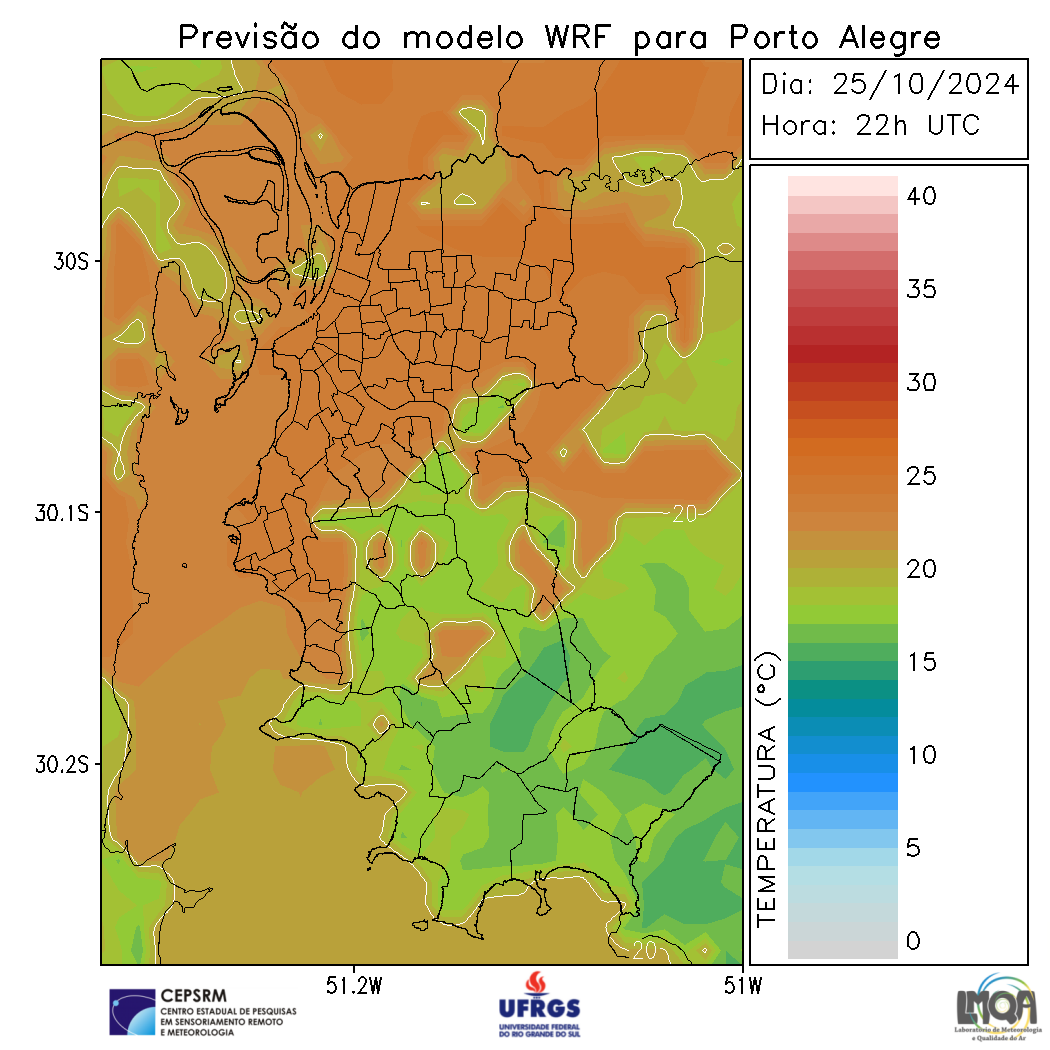 Previsão do modelo WRF para Porto Alegre
Dia: 25/10/2024
Hora: 22h UTC
30S
30.1S
30.2S
51.2W
51W
20
20
TEMPERATURA (°C)
40
35
30
25
20
15
10
5
0
CEPSRM
CENTRO ESTADUAL DE PESQUISAS
EM SENSORIAMENTO REMOTO
E METEOROLOGIA
UFRGS
UNIVERSIDADE FEDERAL
DO RIO GRANDE DO SUL
LMQA
Laboratório de Meteorologia
e Qualidade do Ar